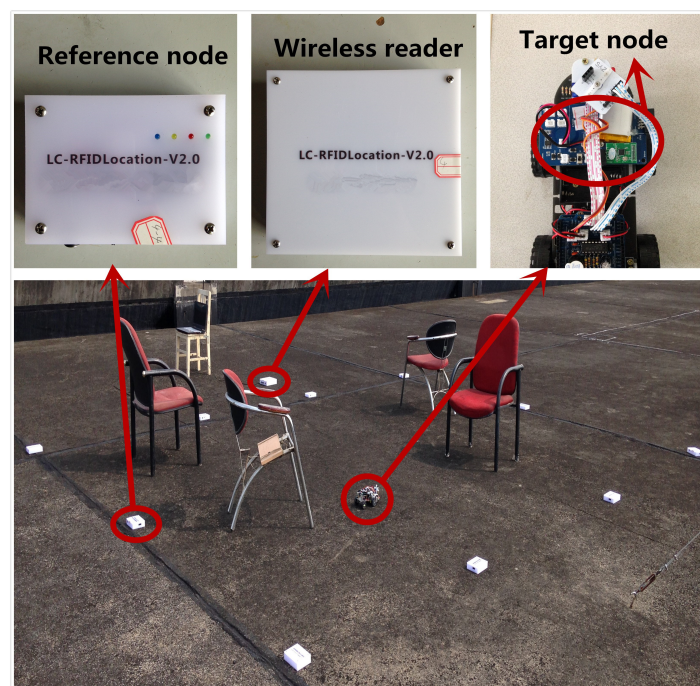 Reference node
Wireless reader
Target node
LC-RFIDLocation-V2.0
LC-RFIDLocation-V2.0